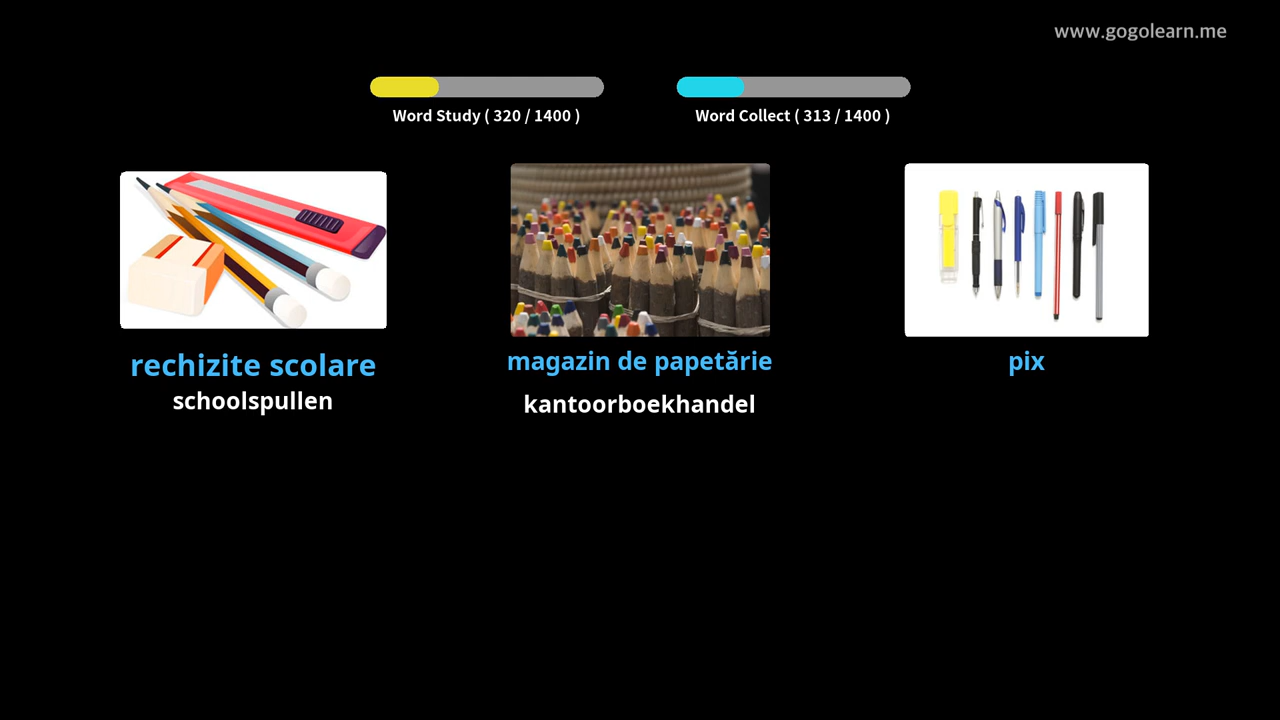 www.gogolearn.me
Word Study ( 320 / 1400 )
Word Collect ( 313 / 1400 )
rechizite scolare
schoolspullen
magazin de papetărie
kantoorboekhandel
pix